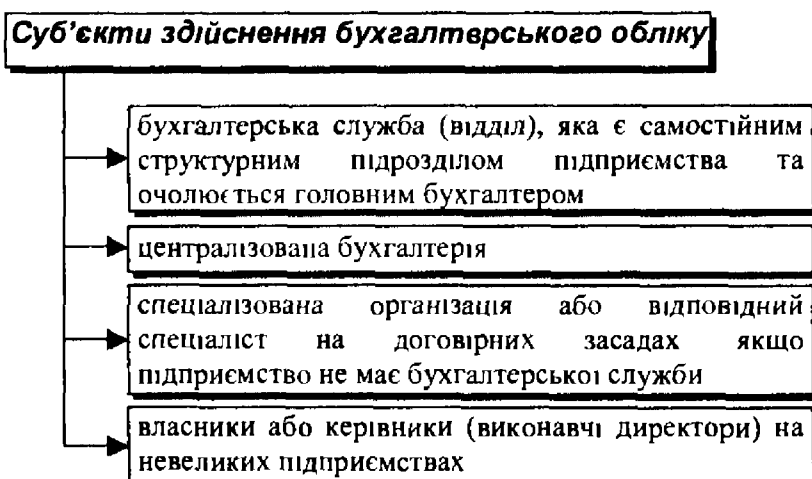 Суб’єкти здійснення бухгалтврського обліку
бухгалтерська служба (відділ), яка є самостійним
структурним підрозділом підприємства та
очолюється головним бухгалтером
централізована бухгалтерія
спеціалізована організація або відповідний
спеціаліст на договірних засадах якщо
підприємство не має бухгалтерської служби
власники або керівники (виконавчі директори) на
невеликих підприємствах